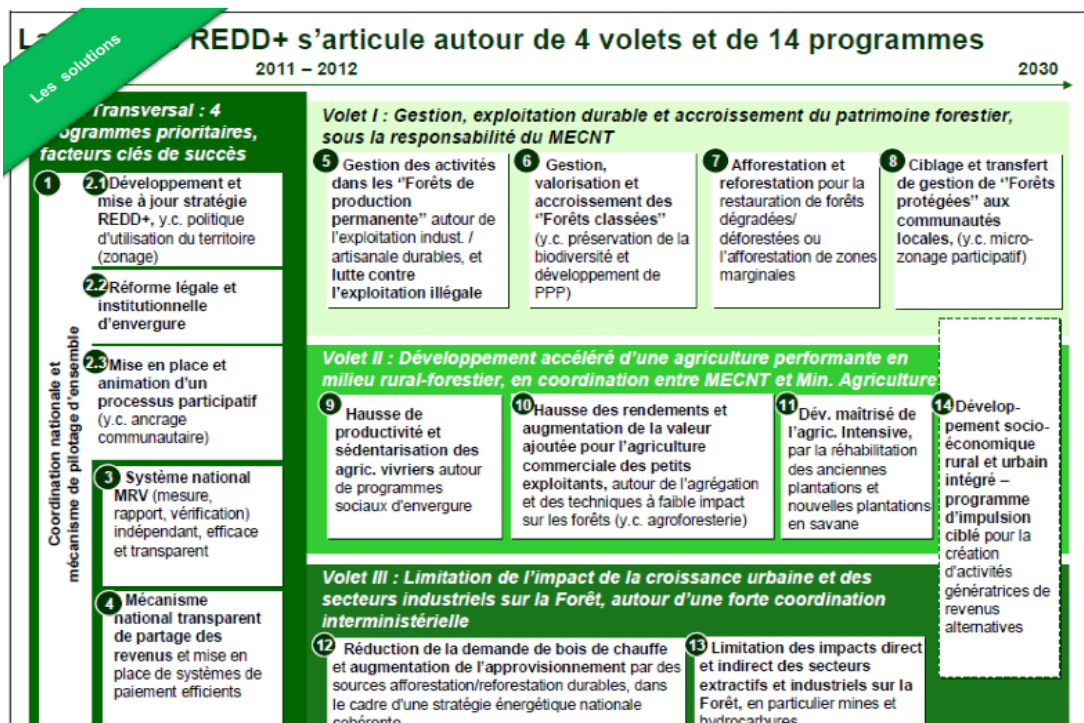 La REDD+ s’articule autour de 4 volets et de 14 programmes
Les solutions
2011 – 2012
2030
Transversal : 4
programmes prioritaires,
facteurs clés de succès
1
Coordination nationale et
mécanisme de pilotage d’ensemble
2.1 Développement et
mise à jour stratégie
REDD+, y.c. politique
d’utilisation du territoire
(zonage)
2.2 Réforme légale et
institutionnelle
d’envergure
2.3 Mise en place et
animation d’un
processus participatif
(y.c. ancrage
communautaire)
3 Système national
MRV (mesure,
rapport, vérification)
indépendant, efficace
et transparent
4 Mécanisme
national transparent
de partage des
revenus et mise en
place de systèmes de
paiement efficients
Volet I : Gestion, exploitation durable et accroissement du patrimoine forestier,
sous la responsabilité du MECNT
5 Gestion des activités
dans les ‘’Forêts de
production
permanente’’ autour de
l’exploitation indust. /
artisanale durables, et
lutte contre
l’exploitation illégale
6 Gestion,
valorisation et
accroissement des
‘’Forêts classées’’
(y.c. préservation de la
biodiversité et
développement de
PPP)
7 Afforestation et
reforestation pour la
restauration de forêts
dégradées/
déforestées ou
l’afforestation de zones
marginales
8 Ciblage et transfert
de gestion de ‘’Forêts
protégées’’ aux
communautés
locales, (y.c. micro-
zonage participatif)
Volet II : Développement accéléré d’une agriculture performante en
milieu rural-forestier, en coordination entre MECNT et Min. Agriculture
9 Hausse de
productivité et
sédentarisation des
agric. vivriers autour
de programmes
sociaux d’envergure
10 Hausse des rendements et
augmentation de la valeur
ajoutée pour l’agriculture
commerciale des petits
exploitants, autour de l’agrégation
et des techniques à faible impact
sur les forêts (y.c. agroforesterie)
11 Dév. maîtrisé de
l’agric. Intensive,
par la réhabilitation
des anciennes
plantations et
nouvelles plantations
en savane
14 Dévelop-
pement socio-
économique
rural et urbain
intégré –
programme
d’impulsion
ciblé pour la
création
d’activités
génératrices de
revenus
alternatives
Volet III : Limitation de l’impact de la croissance urbaine et des
secteurs industriels sur la Forêt, autour d’une forte coordination
interministérielle
12 Réduction de la demande de bois de chauffe
et augmentation de l’approvisionnement par des
sources afforestation/reforestation durables, dans
le cadre d’une stratégie énergétique nationale
cohérente
13 Limitation des impacts direct
et indirect des secteurs
extractifs et industriels sur la
Forêt, en particulier mines et
hydrocarbures